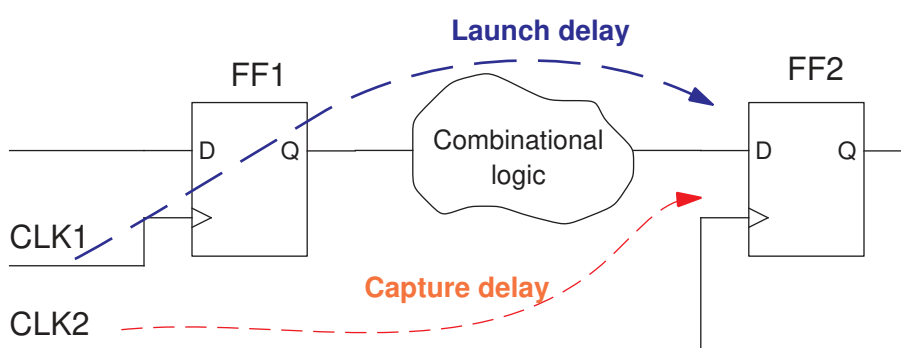 Launch delay
FF1
FF2
D
Q
Combinational
logic
D
Q
CLK1
Capture delay
CLK2